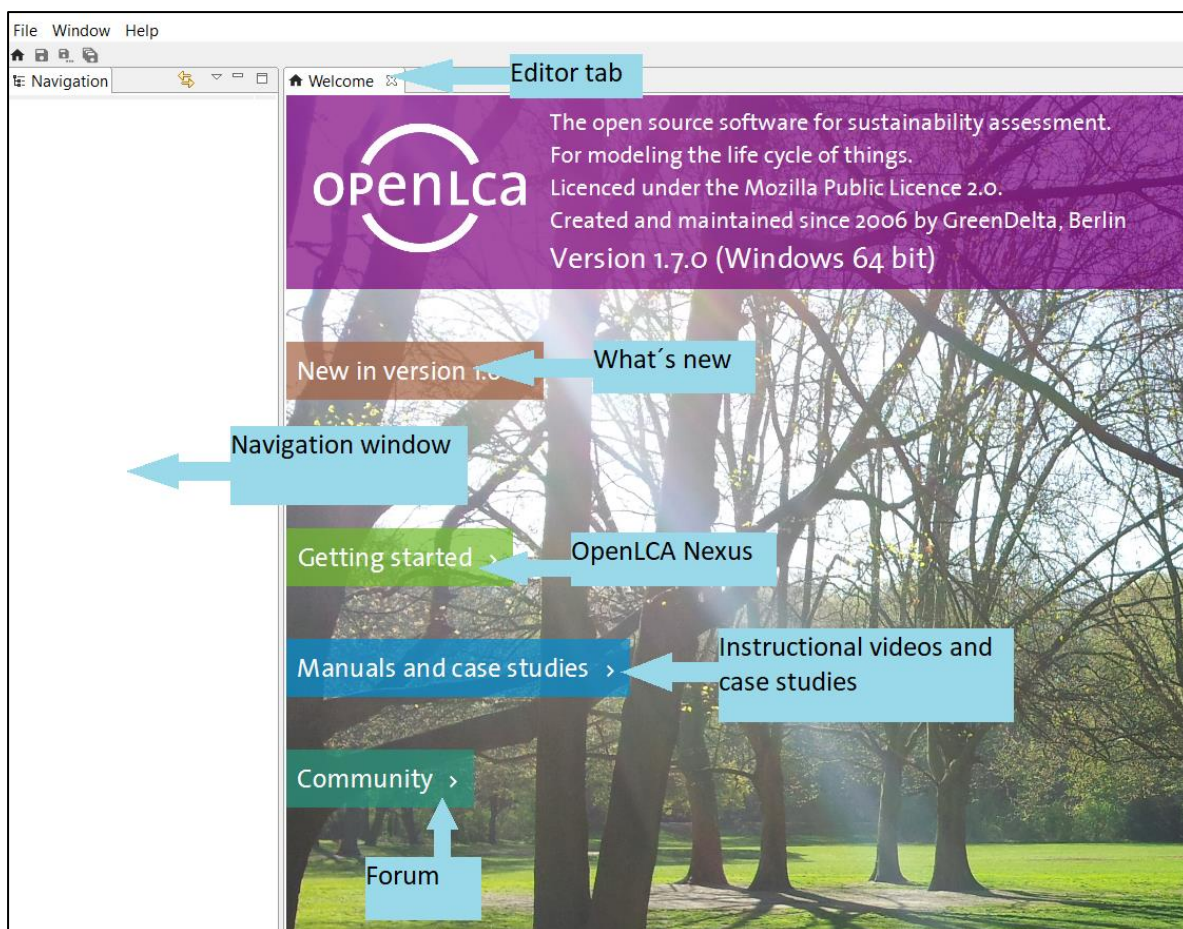 File Window Help
Navigation
Welcome
Editor tab
openLCA
The open source software for sustainability assessment.
For modeling the life cycle of things.
Licenced under the Mozilla Public Licence 2.0.
Created and maintained since 2006 by GreenDelta, Berlin
Version 1.7.0 (Windows 64 bit)
New in version
What´s new
Navigation window
Getting started ›
OpenLCA Nexus
Manuals and case studies ›
Instructional videos and
case studies
Community ›
Forum